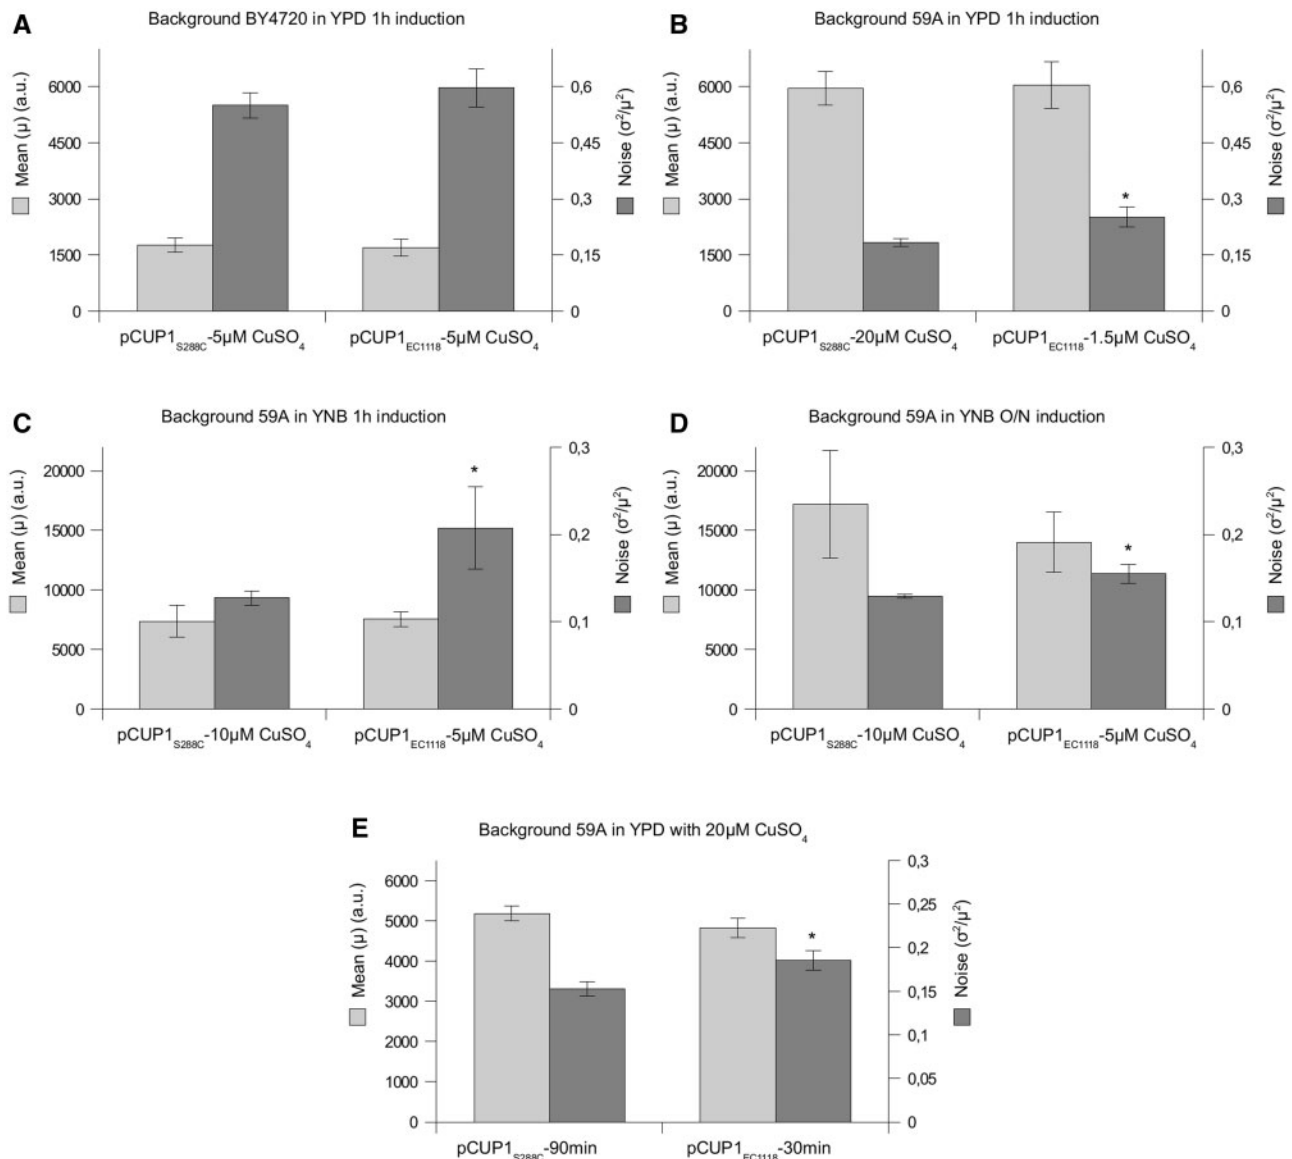 A
Background BY4720 in YPD 1h induction
Mean (μ) (a.u.)
6000
4500
3000
1500
0
0,6
0,45
0,3
0,15
0
Noise (σ²/μ²)
pCUP1S288C-5μM CuSO4
pCUP1EC1118-5μM CuSO4
B
Background 59A in YPD 1h induction
Mean (μ) (a.u.)
6000
4500
3000
1500
0
*
0,6
0,45
0,3
0,15
0
Noise (σ²/μ²)
pCUP1S288C-20μM CuSO4
pCUP1EC1118-1.5μM CuSO4
C
Background 59A in YNB 1h induction
Mean (μ) (a.u.)
20000
15000
10000
5000
0
*
0,3
0,2
0,1
0
Noise (σ²/μ²)
pCUP1S288C-10μM CuSO4
pCUP1EC1118-5μM CuSO4
D
Background 59A in YNB O/N induction
Mean (μ) (a.u.)
20000
15000
10000
5000
0
*
0,3
0,2
0,1
0
Noise (σ²/μ²)
pCUP1S288C-10μM CuSO4
pCUP1EC1118-5μM CuSO4
E
Background 59A in YPD with 20μM CuSO4
Mean (μ) (a.u.)
6000
5000
4000
3000
2000
1000
0
*
0,3
0,25
0,2
0,15
0,1
0,05
0
Noise (σ²/μ²)
pCUP1S288C-90min
pCUP1EC1118-30min